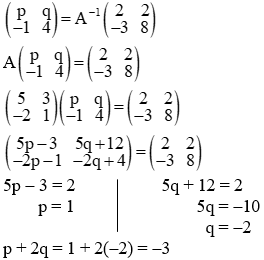 (p q
-1 4) = A⁻¹ (2 2
-3 8)
A (p q
-1 4) = (2 2
-3 8)
(5 3
-2 1) (p q
-1 4) = (2 2
-3 8)
(5p-3 5q+12
-2p-1 -2q+4) = (2 2
-3 8)
5p – 3 = 2 | 5q + 12 = 2
p = 1 | 5q = –10
q = –2
p + 2q = 1 + 2(–2) = –3